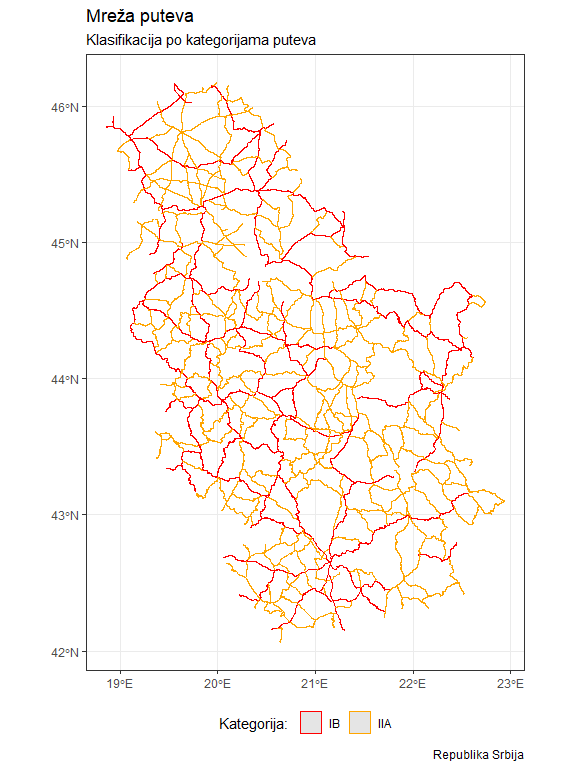 Mreža puteva
Klasifikacija po kategorijama puteva
46°N
45°N
44°N
43°N
42°N
19°E 20°E 21°E 22°E 23°E
Kategorija: IB IIA
Republika Srbija